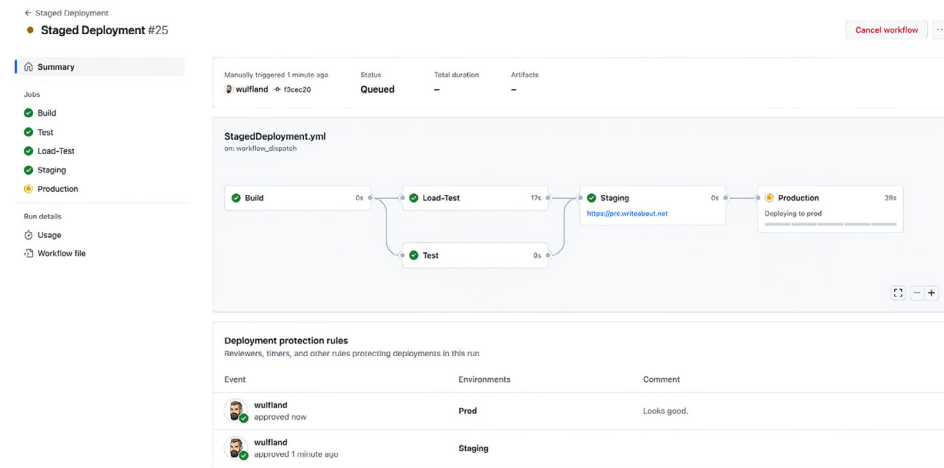 ← Staged Deployment
Staged Deployment #25
Cancel workflow
Summary
Jobs
Build
Test
Load-Test
Staging
Production
Run details
Usage
Workflow file
Manually triggered 1 minute ago
wulfland f3cec20
Status
Queued
Total duration
–
Artifacts
–
StagedDeployment.yml
on: workflow_dispatch
Build 0s
Load-Test 17s
Test 0s
Staging 0s
https://pre.writeabout.net
Production 28s
Deploying to prod
Deployment protection rules
Reviewers, timers, and other rules protecting deployments in this run
Event Environments Comment
wulfland
approved now
Prod
Looks good.
wulfland
approved 1 minute ago
Staging